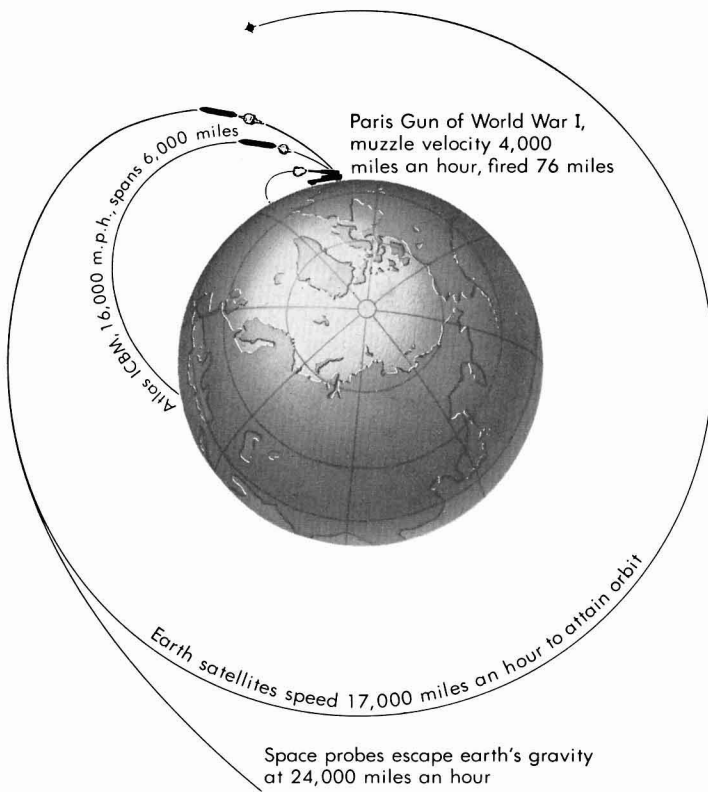 Paris Gun of World War I,
muzzle velocity 4,000
miles an hour, fired 76 miles
Atlas ICBM, 16,000 m.p.h., spans 6,000 miles
Earth satellites speed 17,000 miles an hour to attain orbit
Space probes escape earth's gravity
at 24,000 miles an hour